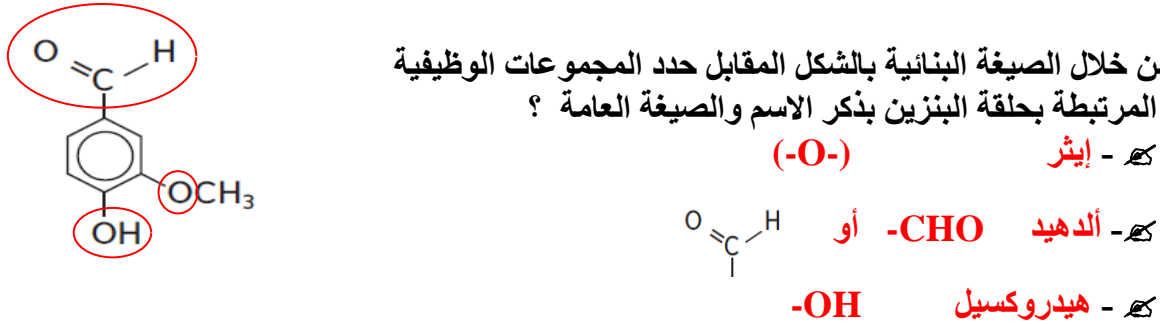 ن خلال الصيغة البنائية بالشكل المقابل حدد المجموعات الوظيفية
المرتبطة بحلقة البنزين بذكر الاسم والصيغة العامة ؟
- إيثر (-O-)
- ألدهيد -CHO أو O C H
- هيدروكسيل -OH
O H
C
OCH₃
OH